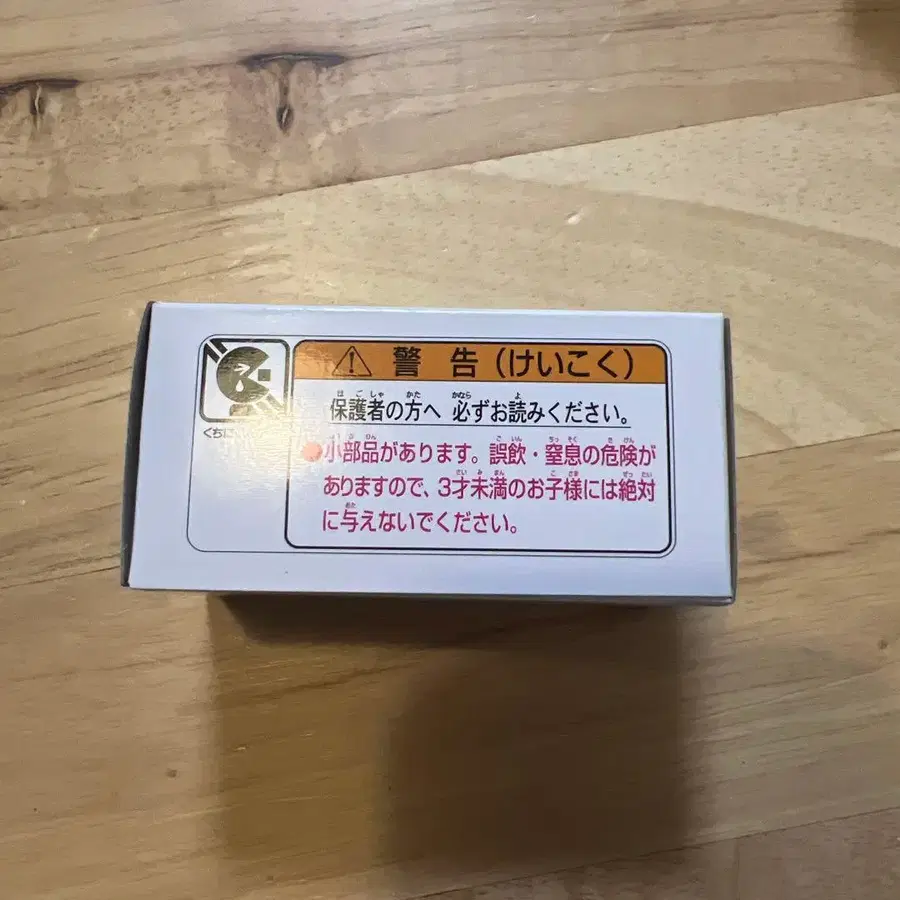 警告(けいこく)
保護者の方へ 必ずお読みください。
●小部品があります。誤飲・窒息の危険が
ありますので、3才未満のお子様には絶対
に与えないでください。
くちに